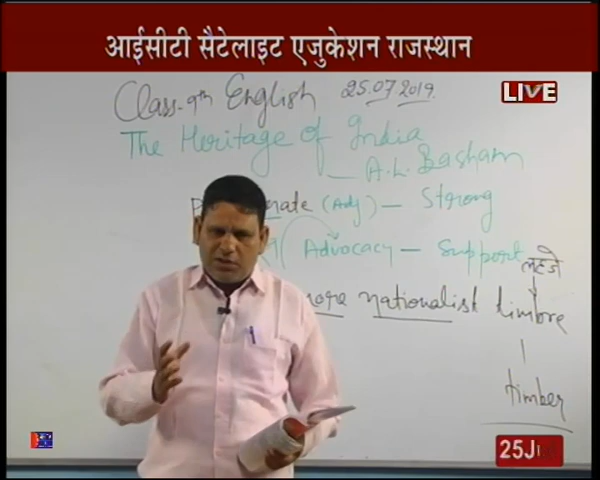 आईसीटी सैटेलाइट एजुकेशन राजस्थान
LIVE
Class-9th English 25.07.2019
The Heritage of India
— A.L. Basham
nate (Adj) — Strong
Advocacy — Support
more nationalist timbre
timber
25J